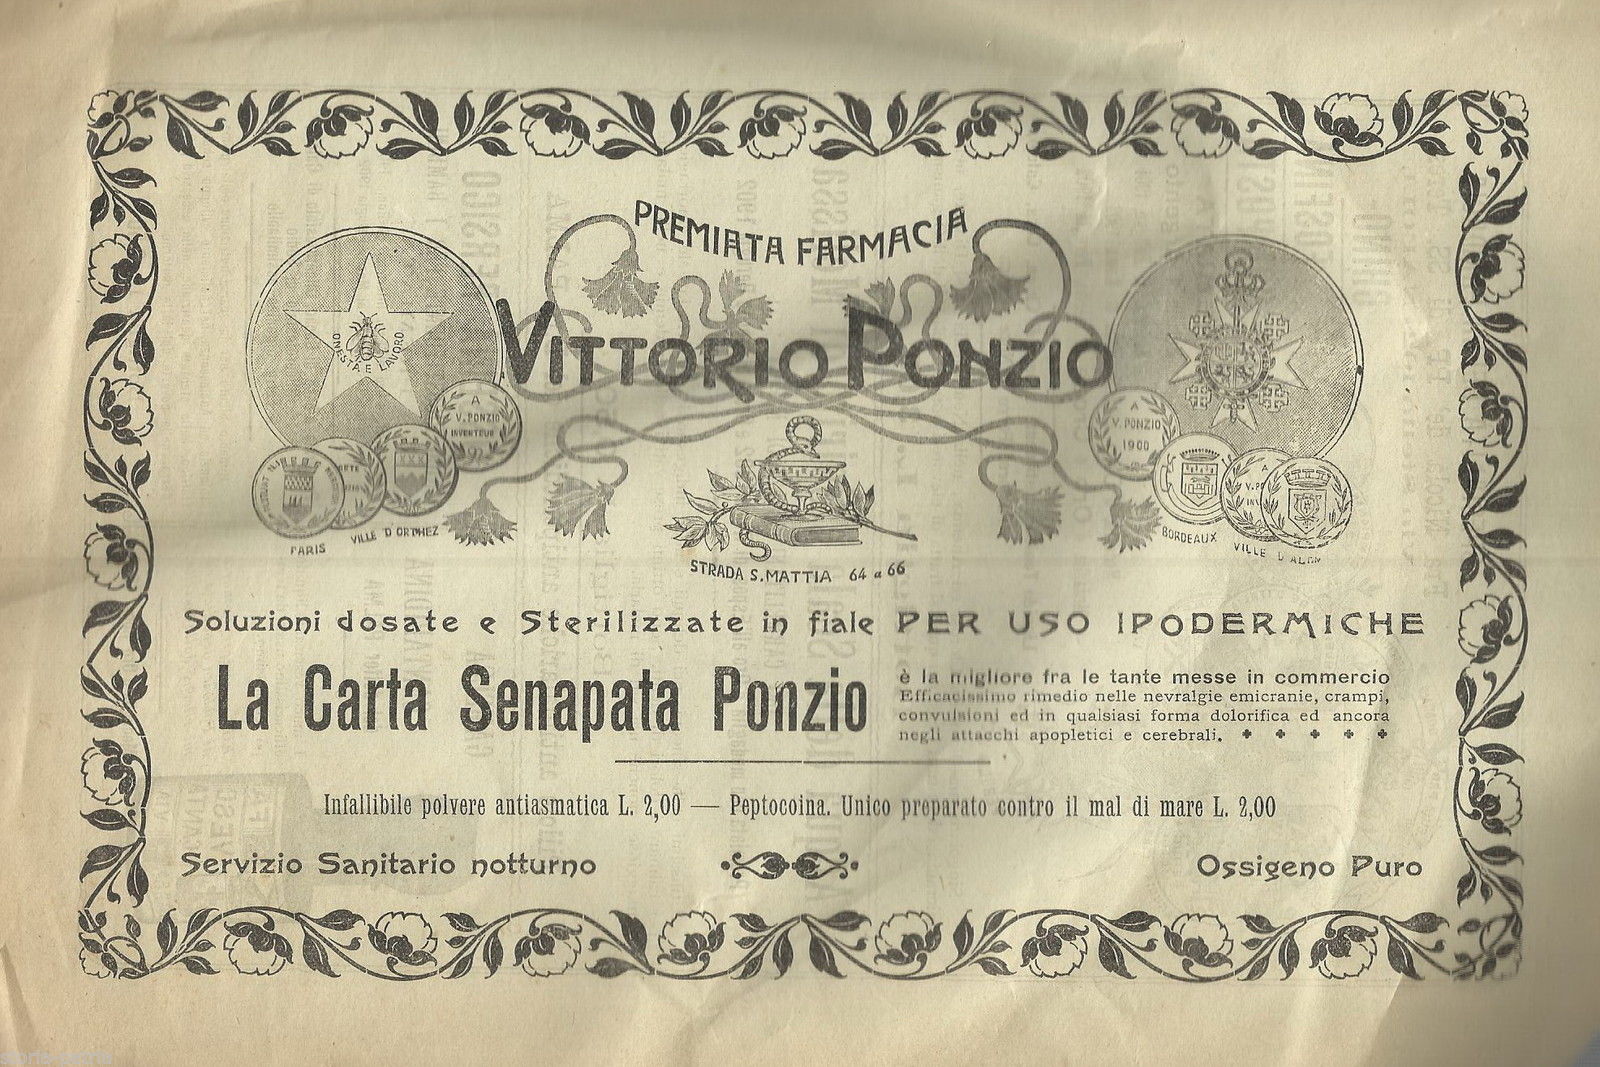 PREMIATA FARMACIA
VITTORIO PONZIO
ONESTÀ E LAVORO
A
V. PONZIO
INVENTEUR
A
V. PONZIO
1900
PARIS
VILLE D'ORTHEZ
BORDEAUX
VILLE D'
STRADA S. MATTIA 64 a 66
Soluzioni dosate e Sterilizzate in fiale PER USO IPODERMICHE
La Carta Senapata Ponzio
è la migliore fra le tante messe in commercio
Efficacissimo rimedio nelle nevralgie emicranie, crampi,
convulsioni ed in qualsiasi forma dolorifica ed ancora
negli attacchi apopletici e cerebrali.
Infallibile polvere antiasmatica L. 2,00 — Peptocoina. Unico preparato contro il mal di mare L. 2,00
Servizio Sanitario notturno
Ossigeno Puro